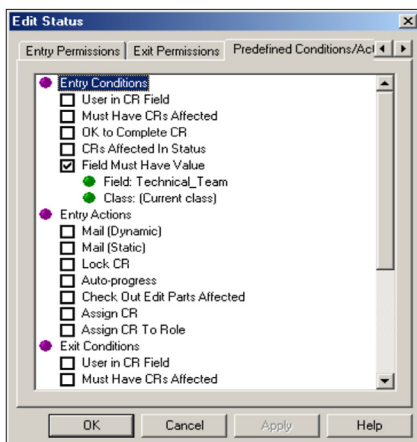 Edit Status
Entry Permissions Exit Permissions Predefined Conditions/Act
Entry Conditions
User in CR Field
Must Have CRs Affected
OK to Complete CR
CRs Affected In Status
Field Must Have Value
Field: Technical_Team
Class: (Current class)
Entry Actions
Mail (Dynamic)
Mail (Static)
Lock CR
Auto-progress
Check Out Edit Parts Affected
Assign CR
Assign CR To Role
Exit Conditions
User in CR Field
Must Have CRs Affected
OK Cancel Apply Help